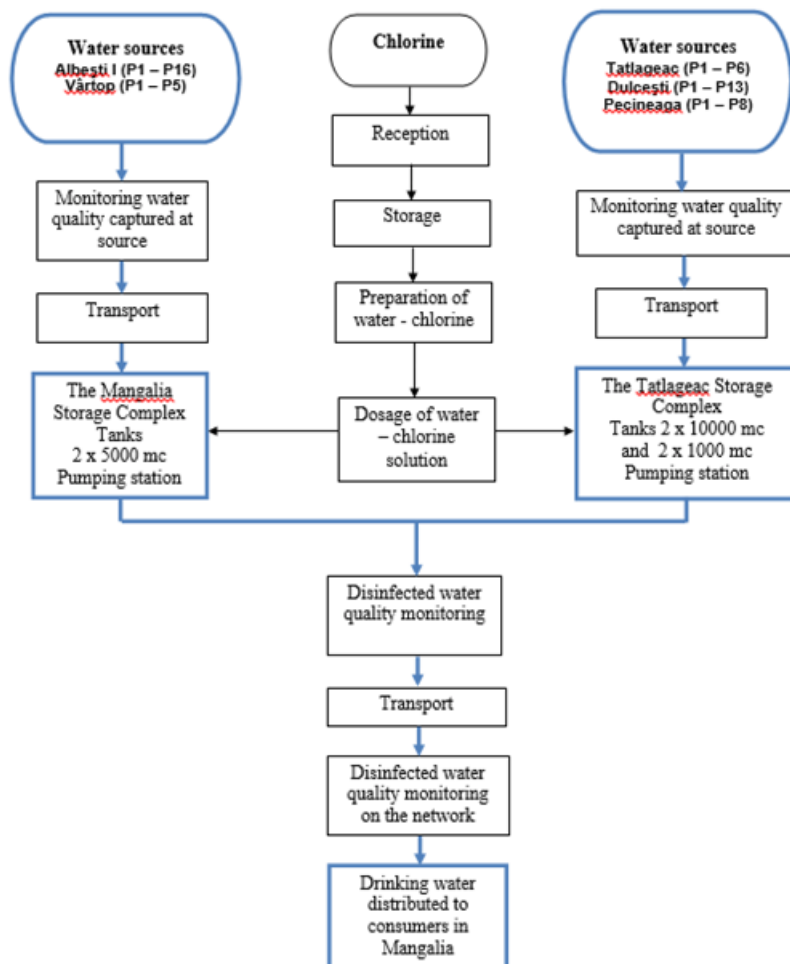 Water sources
Albești I (P1 – P16)
Vârtop (P1 – P5)
Monitoring water
quality captured at
source
Transport
The Mangalia
Storage Complex
Tanks
2 x 5000 mc
Pumping station
Chlorine
Reception
Storage
Preparation of
water - chlorine
Dosage of water
– chlorine
solution
Water sources
Tatlageac (P1 – P6)
Dulcești (P1 – P13)
Pecineaga (P1 – P8)
Monitoring water quality
captured at source
Transport
The Tatlageac Storage
Complex
Tanks 2 x 10000 mc
and 2 x 1000 mc
Pumping station
Disinfected water
quality monitoring
Transport
Disinfected water
quality monitoring
on the network
Drinking water
distributed to
consumers in
Mangalia